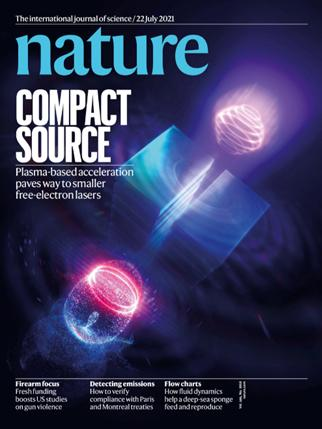 The international journal of science / 22 July 2021
nature
COMPACT
SOURCE
Plasma-based acceleration
paves way to smaller
free-electron lasers
Firearm focus
Fresh funding
boosts US studies
on gun violence
Detecting emissions
How to verify
compliance with Paris
and Montreal treaties
Flow charts
How fluid dynamics
help a deep-sea sponge
feed and reproduce